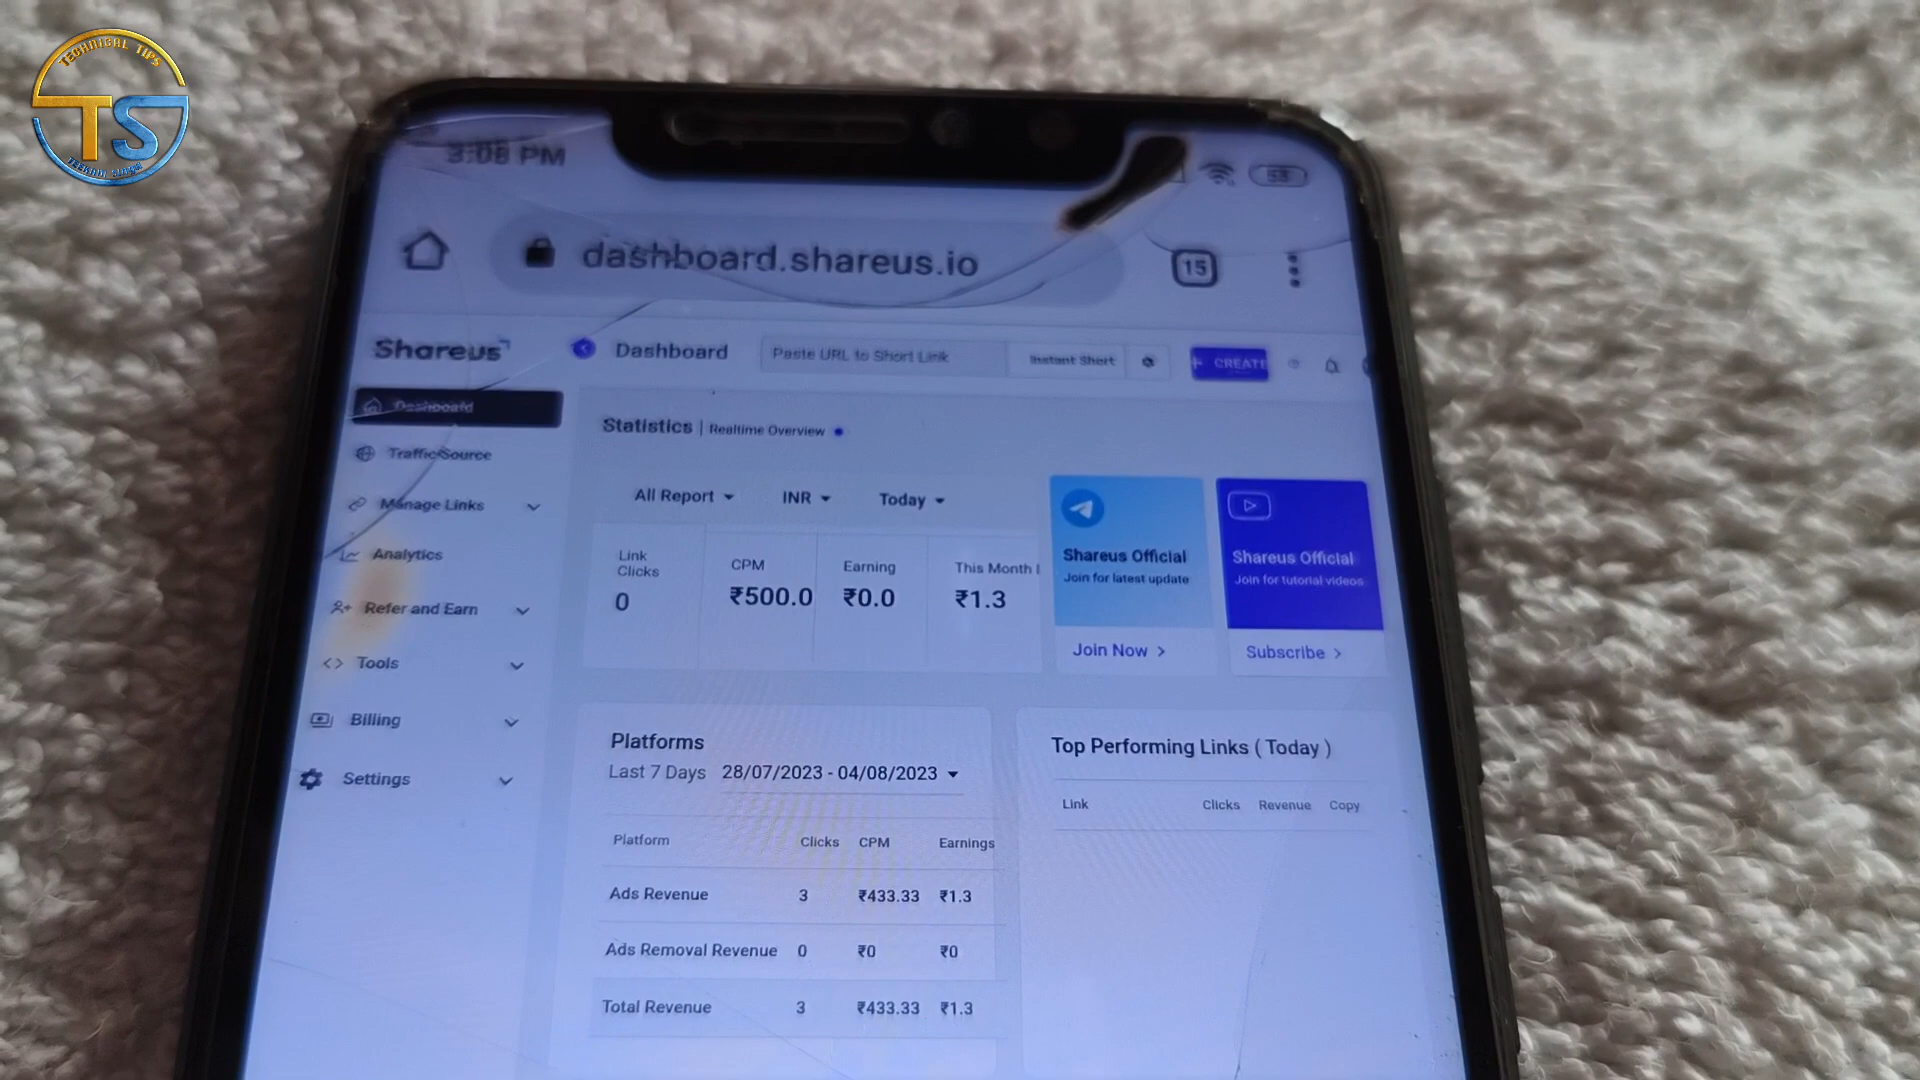 TECHNICAL TIPS
TS
3:08 PM
53
dashboard.shareus.io
15
Shareus
Dashboard
Paste URL to Short Link
Instant Short
+ CREATE
Dashboard
Traffic Source
Manage Links
Analytics
Refer and Earn
Tools
Billing
Settings
Statistics | Realtime Overview
All Report
INR
Today
Link Clicks
0
CPM
₹500.0
Earning
₹0.0
This Month
₹1.3
Shareus Official
Join for latest update
Join Now >
Shareus Official
Join for tutorial videos
Subscribe >
Platforms
Last 7 Days 28/07/2023 - 04/08/2023
Platform Clicks CPM Earnings
Ads Revenue 3 ₹433.33 ₹1.3
Ads Removal Revenue 0 ₹0 ₹0
Total Revenue 3 ₹433.33 ₹1.3
Top Performing Links ( Today )
Link Clicks Revenue Copy